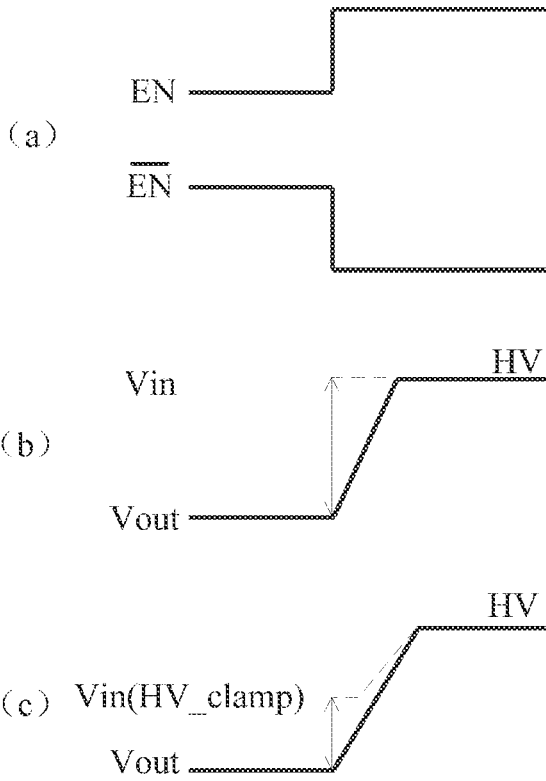 EN
(a)
EN
HV
Vin
(b)
Vout
HV
Vin(HV_clamp)
(c)
Vout